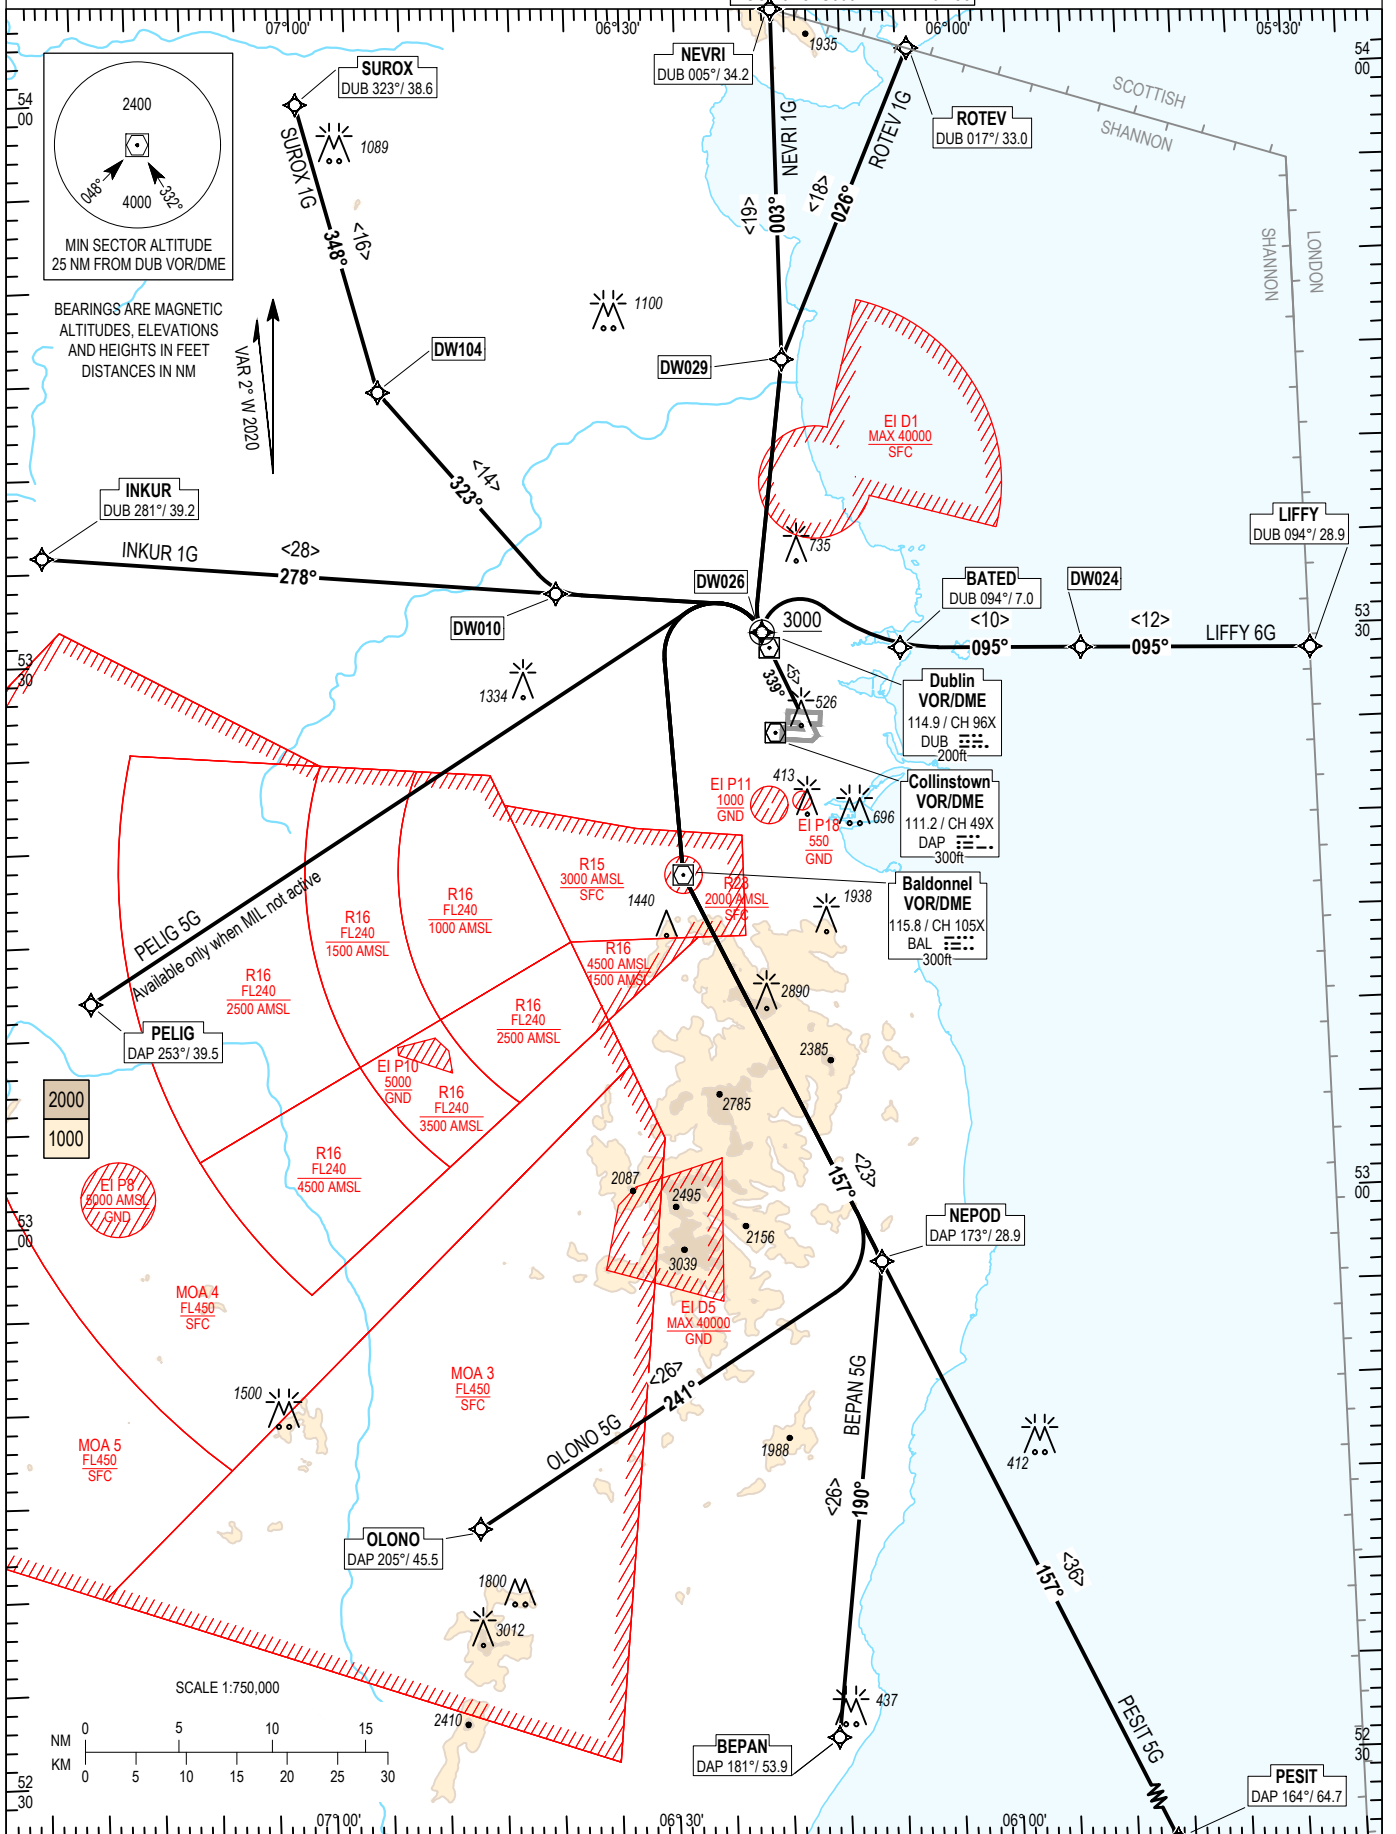 07°00'
06°30'
06°00'
05°30'
54
00
54
00
NEVRI
DUB 005°/ 34.2
1935
SUROX
DUB 323°/ 38.6
ROTEV
DUB 017°/ 33.0
SCOTTISH
SHANNON
2400
048°
332°
4000
MIN SECTOR ALTITUDE
25 NM FROM DUB VOR/DME
1089
SUROX 1G
<16>
348°
NEVRI 1G
<19>
003°
ROTEV 1G
<18>
026°
SHANNON
LONDON
BEARINGS ARE MAGNETIC
ALTITUDES, ELEVATIONS
AND HEIGHTS IN FEET
DISTANCES IN NM
VAR 2° W 2020
1100
DW104
DW029
EI D1
MAX 40000
SFC
<14>
323°
INKUR
DUB 281°/ 39.2
INKUR 1G
<28>
278°
735
LIFFY
DUB 094°/ 28.9
DW026
BATED
DUB 094°/ 7.0
DW024
DW010
3000
<10>
095°
<12>
095°
LIFFY 6G
53
30
53
30
<5>
339°
526
1334
Dublin
VOR/DME
114.9 / CH 96X
DUB
200ft
Collinstown
VOR/DME
111.2 / CH 49X
DAP
300ft
EI P11
1000
GND
413
696
EI P18
550
GND
R15
3000 AMSL
SFC
R23
2000 AMSL
SFC
Baldonnel
VOR/DME
115.8 / CH 105X
BAL
300ft
1440
1938
PELIG 5G
Available only when MIL not active
R16
FL240
1000 AMSL
R16
FL240
1500 AMSL
R16
FL240
2500 AMSL
R16
4500 AMSL
1500 AMSL
R16
FL240
2500 AMSL
2890
PELIG
DAP 253°/ 39.5
EI P10
5000
GND
R16
FL240
3500 AMSL
2385
2785
2000
1000
R16
FL240
4500 AMSL
EI P8
5000 AMSL
GND
2087
2495
2156
3039
<23>
157°
53
00
53
00
NEPOD
DAP 173°/ 28.9
MOA 4
FL450
SFC
EI D5
MAX 40000
GND
MOA 3
FL450
SFC
1500
MOA 5
FL450
SFC
<26>
241°
OLONO 5G
BEPAN 5G
<26>
190°
1988
412
OLONO
DAP 205°/ 45.5
1800
3012
<36>
157°
SCALE 1:750,000
NM
0 5 10 15
KM
0 5 10 15 20 25 30
2410
437
BEPAN
DAP 181°/ 53.9
PESIT 5G
PESIT
DAP 164°/ 64.7
52
30
52
30
07°00'
06°30'
06°00'